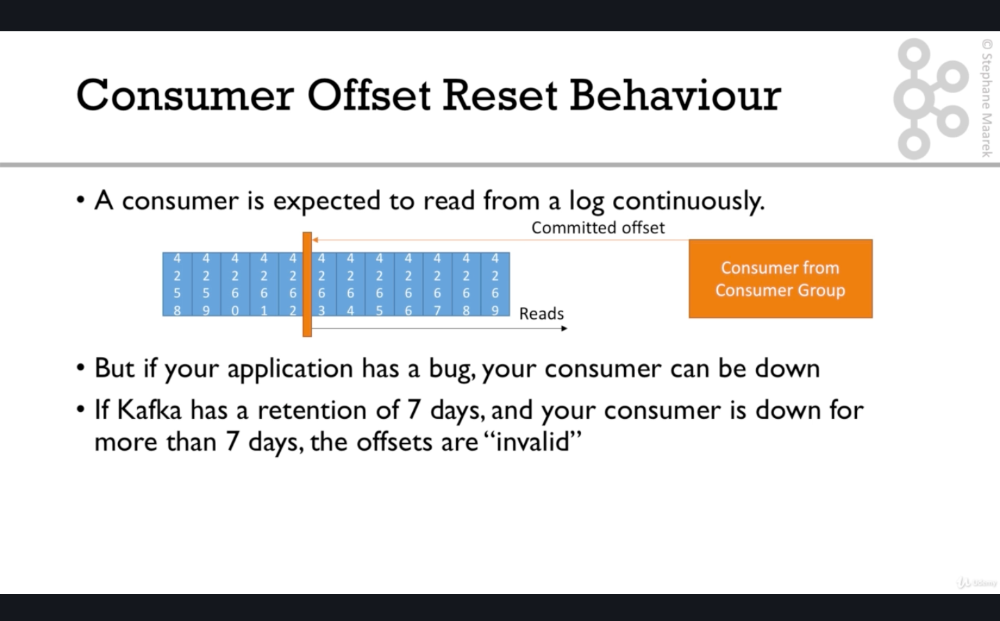 Consumer Offset Reset Behaviour
© Stephane Maarek
• A consumer is expected to read from a log continuously.
Committed offset
4258 4259 4260 4261 4262 4263 4264 4265 4266 4267 4268 4269
Consumer from
Consumer Group
Reads
• But if your application has a bug, your consumer can be down
• If Kafka has a retention of 7 days, and your consumer is down for
more than 7 days, the offsets are “invalid”
Udemy